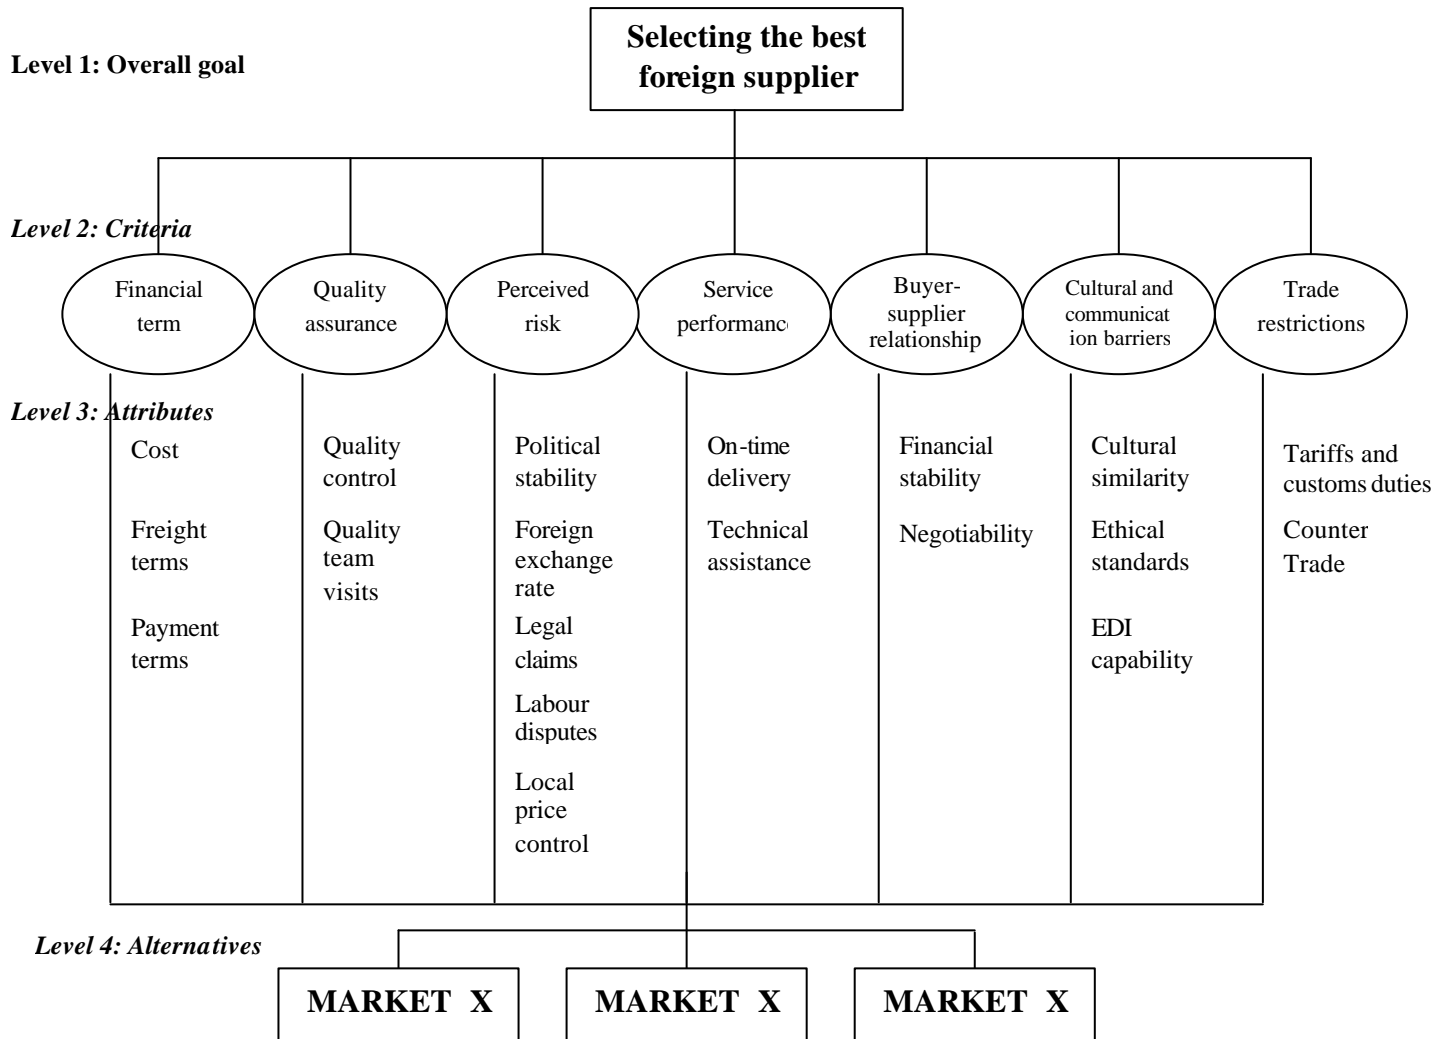 Selecting the best
foreign supplier
Level 1: Overall goal
Level 2: Criteria
Financial
term
Quality
assurance
Perceived
risk
Service
performanc
Buyer-
supplier
relationship
Cultural and
communicat
ion barriers
Trade
restrictions
Level 3: Attributes
Cost
Freight
terms
Payment
terms
Quality
control
Quality
team
visits
Political
stability
Foreign
exchange
rate
Legal
claims
Labour
disputes
Local
price
control
On-time
delivery
Technical
assistance
Financial
stability
Negotiability
Cultural
similarity
Ethical
standards
EDI
capability
Tariffs and
customs duties
Counter
Trade
Level 4: Alternatives
MARKET X
MARKET X
MARKET X